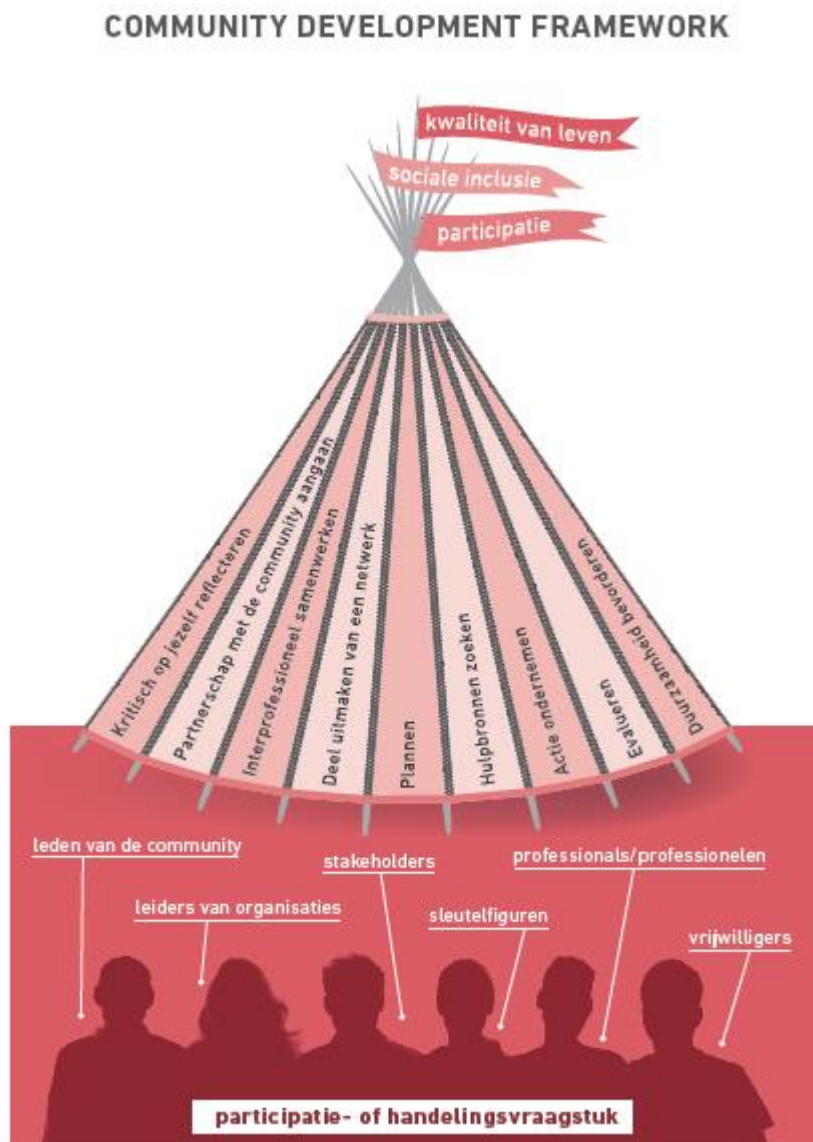 COMMUNITY DEVELOPMENT FRAMEWORK
kwaliteit van leven
sociale inclusie
participatie
Kritisch op jezelf reflecteren
Partnerschap met de community aangaan
Interprofessioneel samenwerken
Deel uitmaken van een netwerk
Plannen
Hulpbronnen zoeken
Actie ondernemen
Evalueren
Duurzaamheid bevorderen
leden van de community
leiders van organisaties
stakeholders
sleutelfiguren
professionals/professionelen
vrijwilligers
participatie- of handelingsvraagstuk